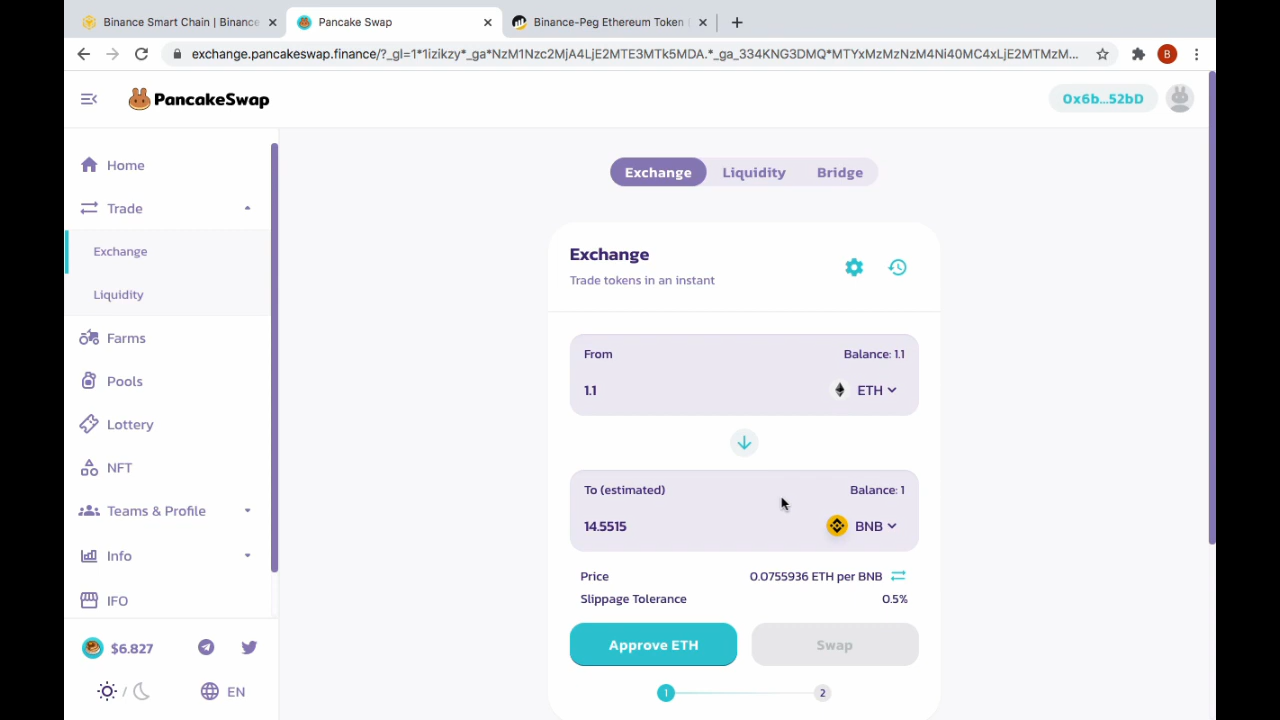 Binance Smart Chain | Binance
Pancake Swap
Binance-Peg Ethereum Token
exchange.pancakeswap.finance/?_gl=1*1izikzy*_ga*NzM1Nzc2MjA4LjE2MTE3MTk5MDA.*_ga_334KNG3DMQ*MTYxMzMzNzM4Ni40MC4xLjE2MTMzM...
B
PancakeSwap
0x6b...52bD
Home
Trade
Exchange
Liquidity
Farms
Pools
Lottery
NFT
Teams & Profile
Info
IFO
$6.827
/
EN
Exchange Liquidity Bridge
Exchange
Trade tokens in an instant
From Balance: 1.1
1.1 ETH
To (estimated) Balance: 1
14.5515 BNB
Price 0.0755936 ETH per BNB
Slippage Tolerance 0.5%
Approve ETH Swap
1 2